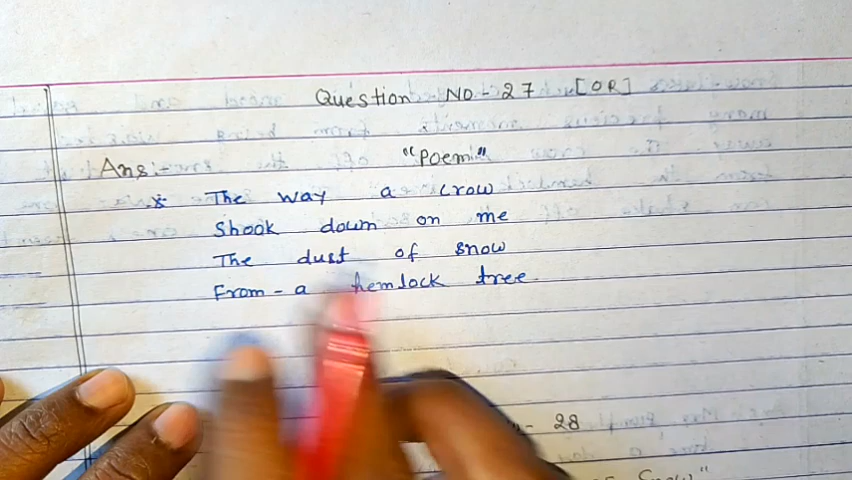 Question NO - 27 [OR]
Ans:- "Poem"
* The way a crow
Shook down on me
The dust of snow
From - a hemlock tree
- 28
Snow"